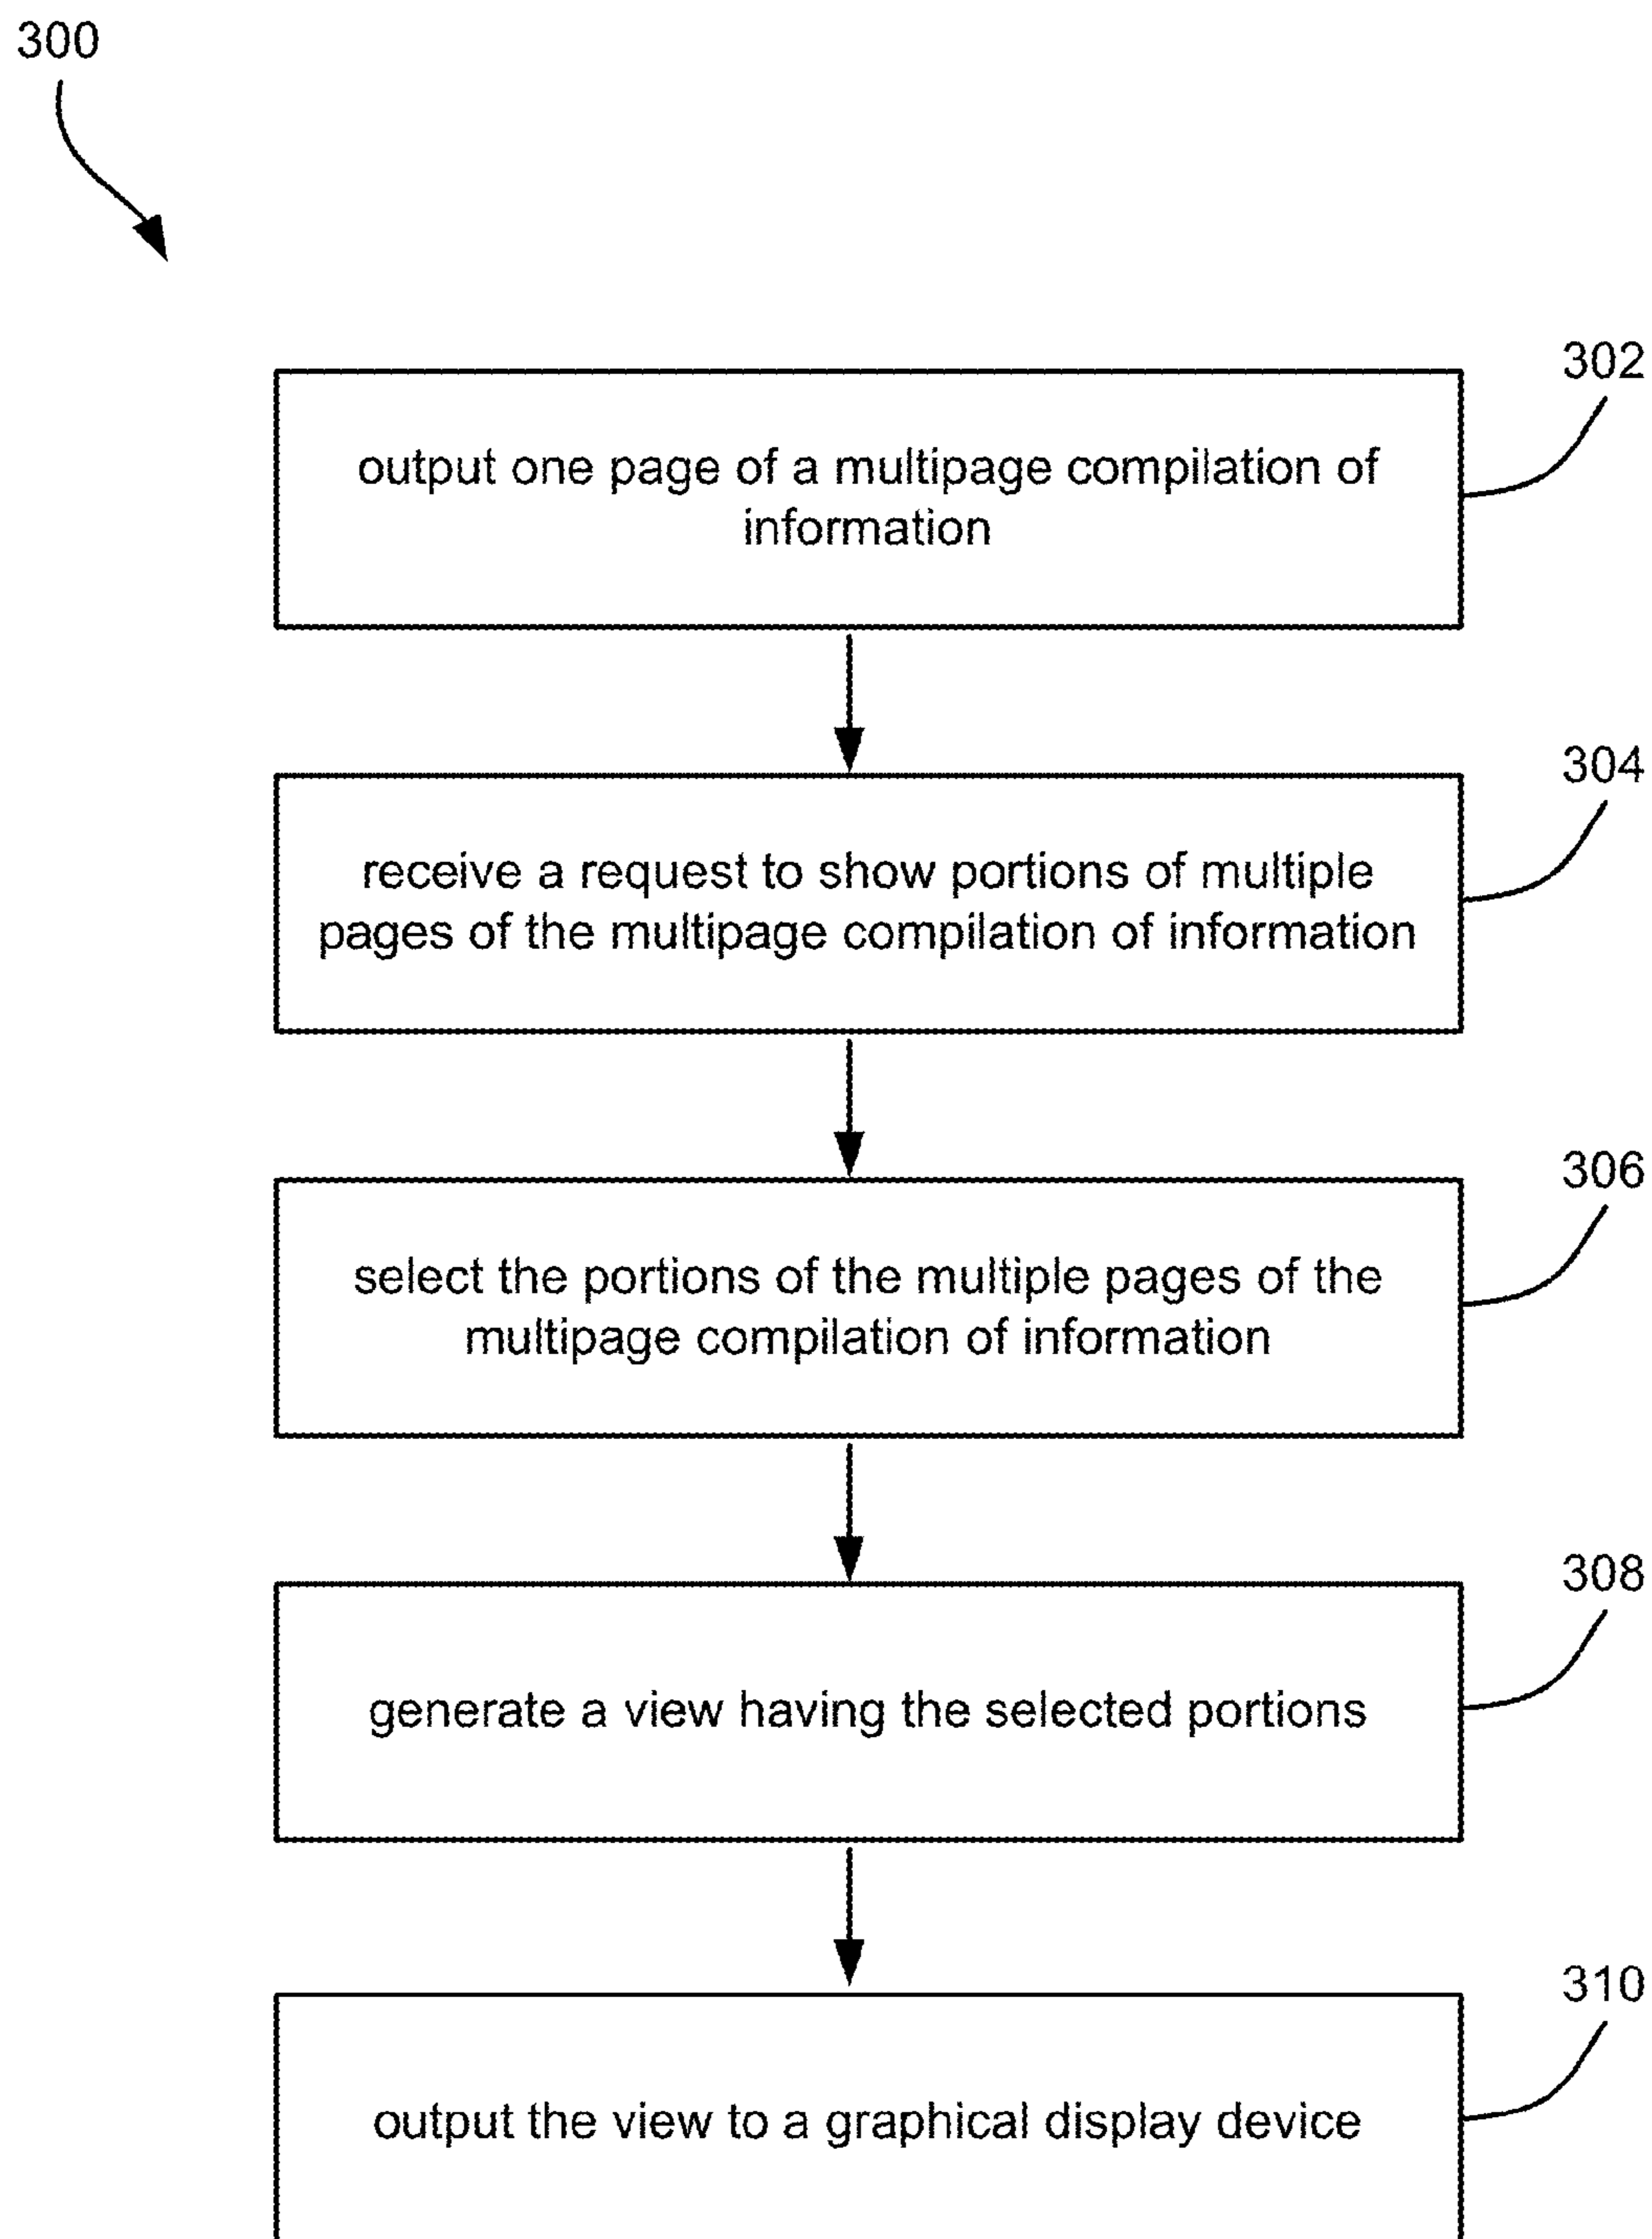 300
302
output one page of a multipage compilation of
information
304
receive a request to show portions of multiple
pages of the multipage compilation of information
306
select the portions of the multiple pages of the
multipage compilation of information
308
generate a view having the selected portions
310
output the view to a graphical display device